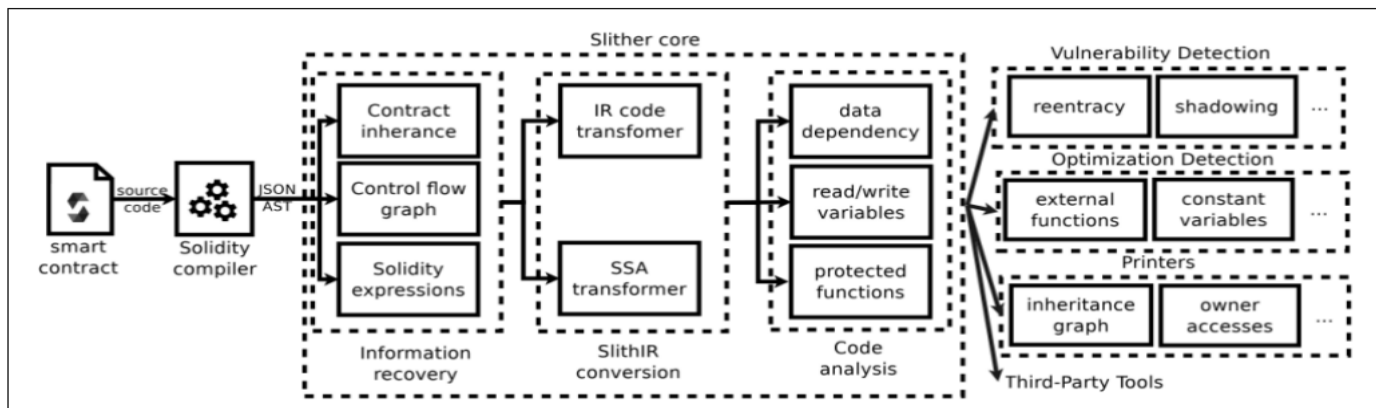 Slither core
Vulnerability Detection
reentracy
shadowing
...
Contract
inherance
IR code
transfomer
data
dependency
Optimization Detection
source
code
JSON
AST
Control flow
graph
read/write
variables
external
functions
constant
variables
...
smart
contract
Solidity
compiler
Solidity
expressions
SSA
transformer
protected
functions
Printers
inheritance
graph
owner
accesses
...
Information
recovery
SlithIR
conversion
Code
analysis
Third-Party Tools